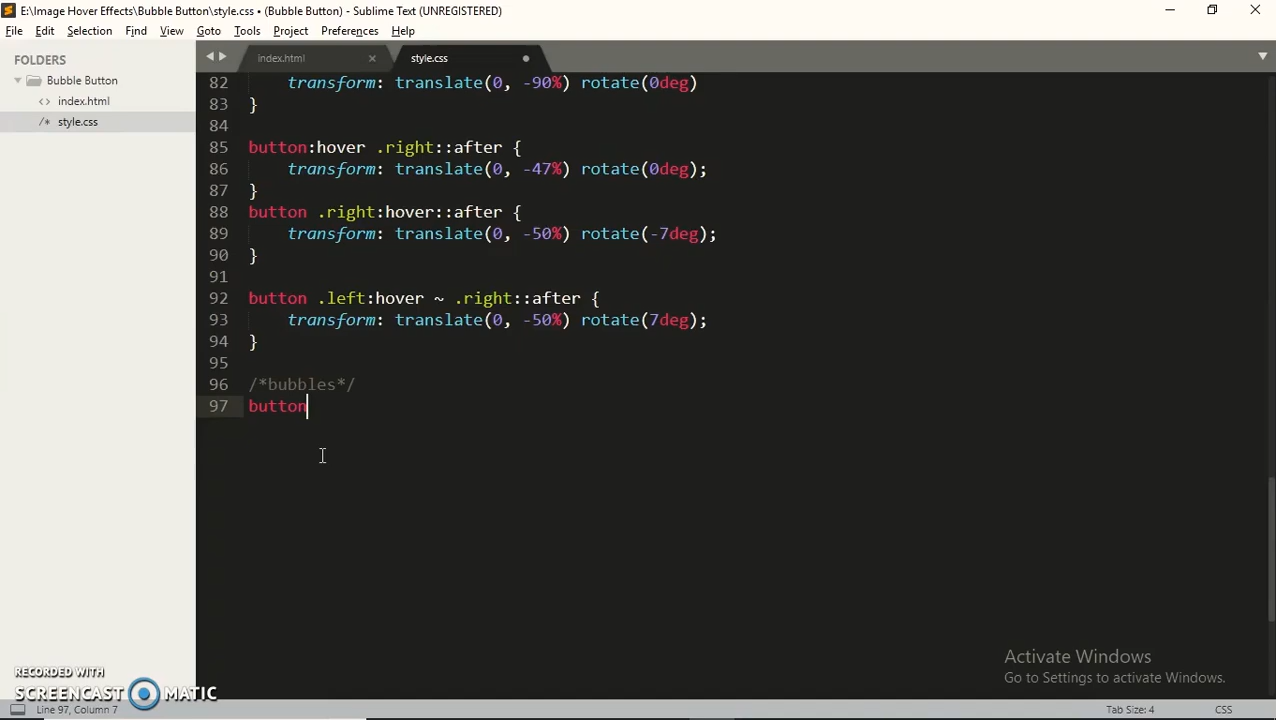 E:\Image Hover Effects\Bubble Button\style.css • (Bubble Button) - Sublime Text (UNREGISTERED)
File Edit Selection Find View Goto Tools Project Preferences Help
FOLDERS
Bubble Button
<> index.html
/* style.css
index.html
style.css
82 transform: translate(0, -90%) rotate(0deg)
83 }
84
85 button:hover .right::after {
86 transform: translate(0, -47%) rotate(0deg);
87 }
88 button .right:hover::after {
89 transform: translate(0, -50%) rotate(-7deg);
90 }
91
92 button .left:hover ~ .right::after {
93 transform: translate(0, -50%) rotate(7deg);
94 }
95
96 /*bubbles*/
97 button
Activate Windows
Go to Settings to activate Windows.
RECORDED WITH
SCREENCAST MATIC
Line 97, Column 7
Tab Size: 4
CSS